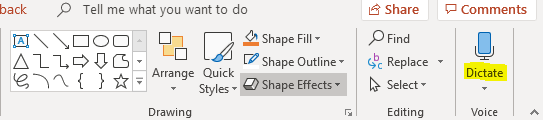 back
Tell me what you want to do
Share
Comments
A
Arrange
Quick
Styles
Shape Fill
Shape Outline
Shape Effects
Find
Replace
Select
Dictate
Drawing
Editing
Voice